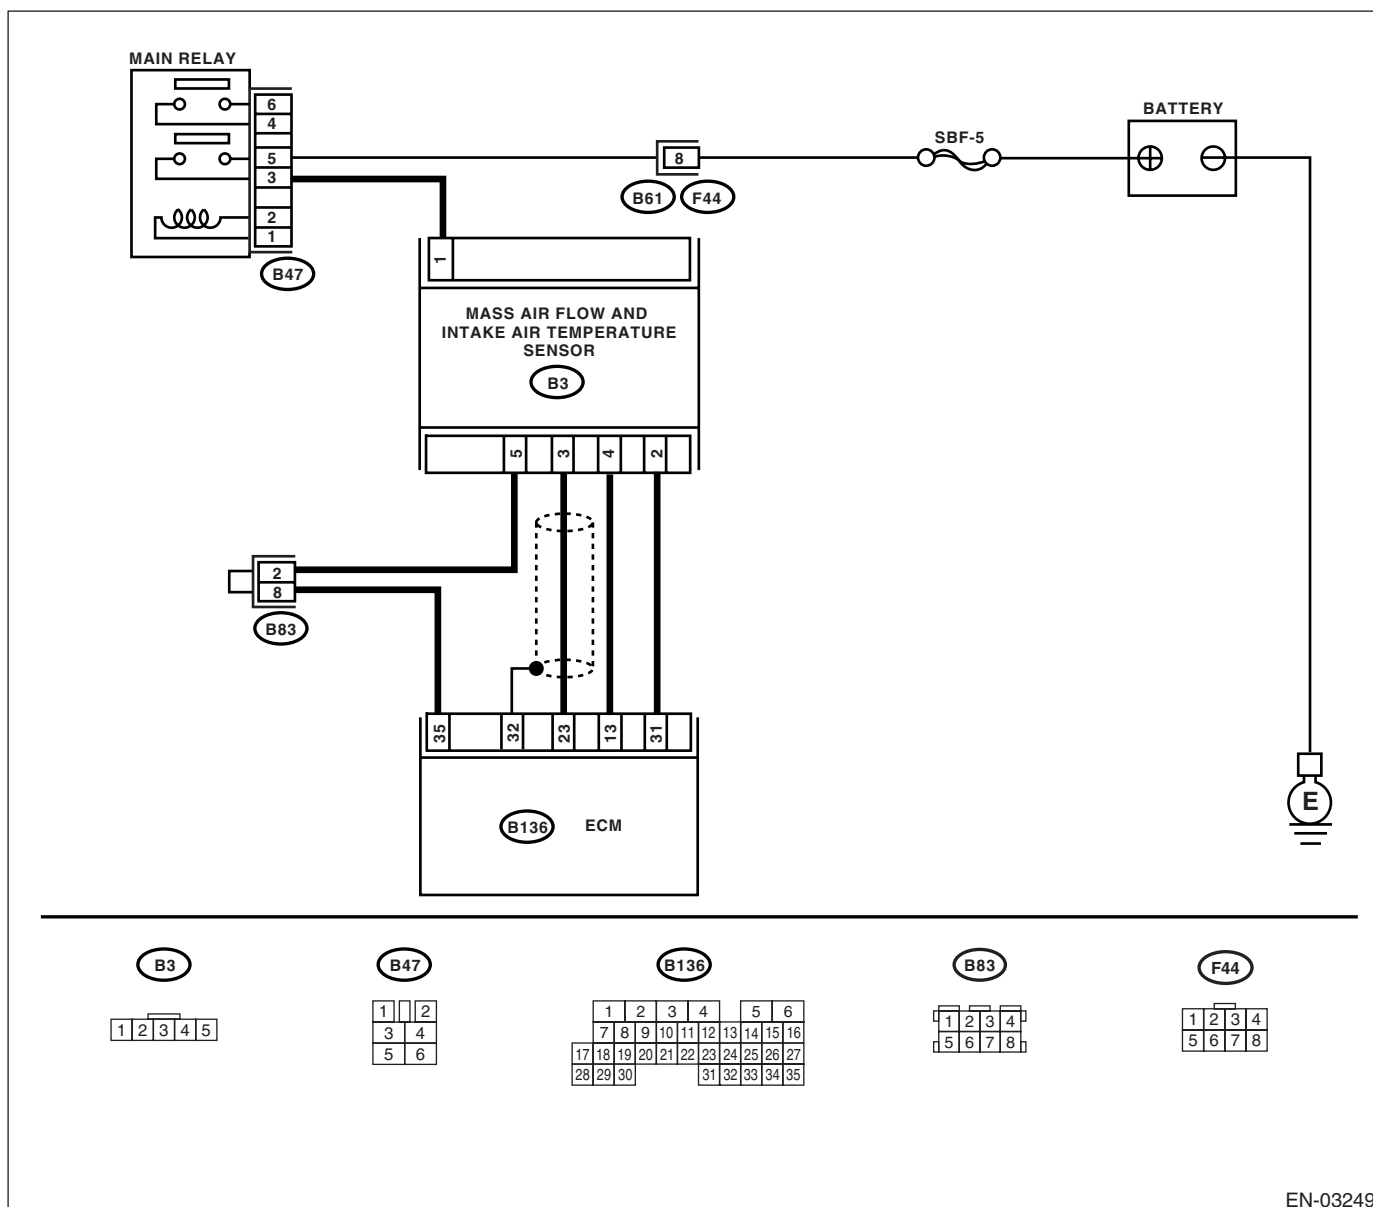 MAIN RELAY
6
4
5
3
2
1
B47
8
B61 F44
SBF-5
BATTERY
1
MASS AIR FLOW AND
INTAKE AIR TEMPERATURE
SENSOR
B3
5 3 4 2
2
8
B83
35 32 23 13 31
B136 ECM
E
B3
1 2 3 4 5
B47
1 2
3 4
5 6
B136
1 2 3 4 5 6
7 8 9 10 11 12 13 14 15 16
17 18 19 20 21 22 23 24 25 26 27
28 29 30 31 32 33 34 35
B83
1 2 3 4
5 6 7 8
F44
1 2 3 4
5 6 7 8
EN-03249